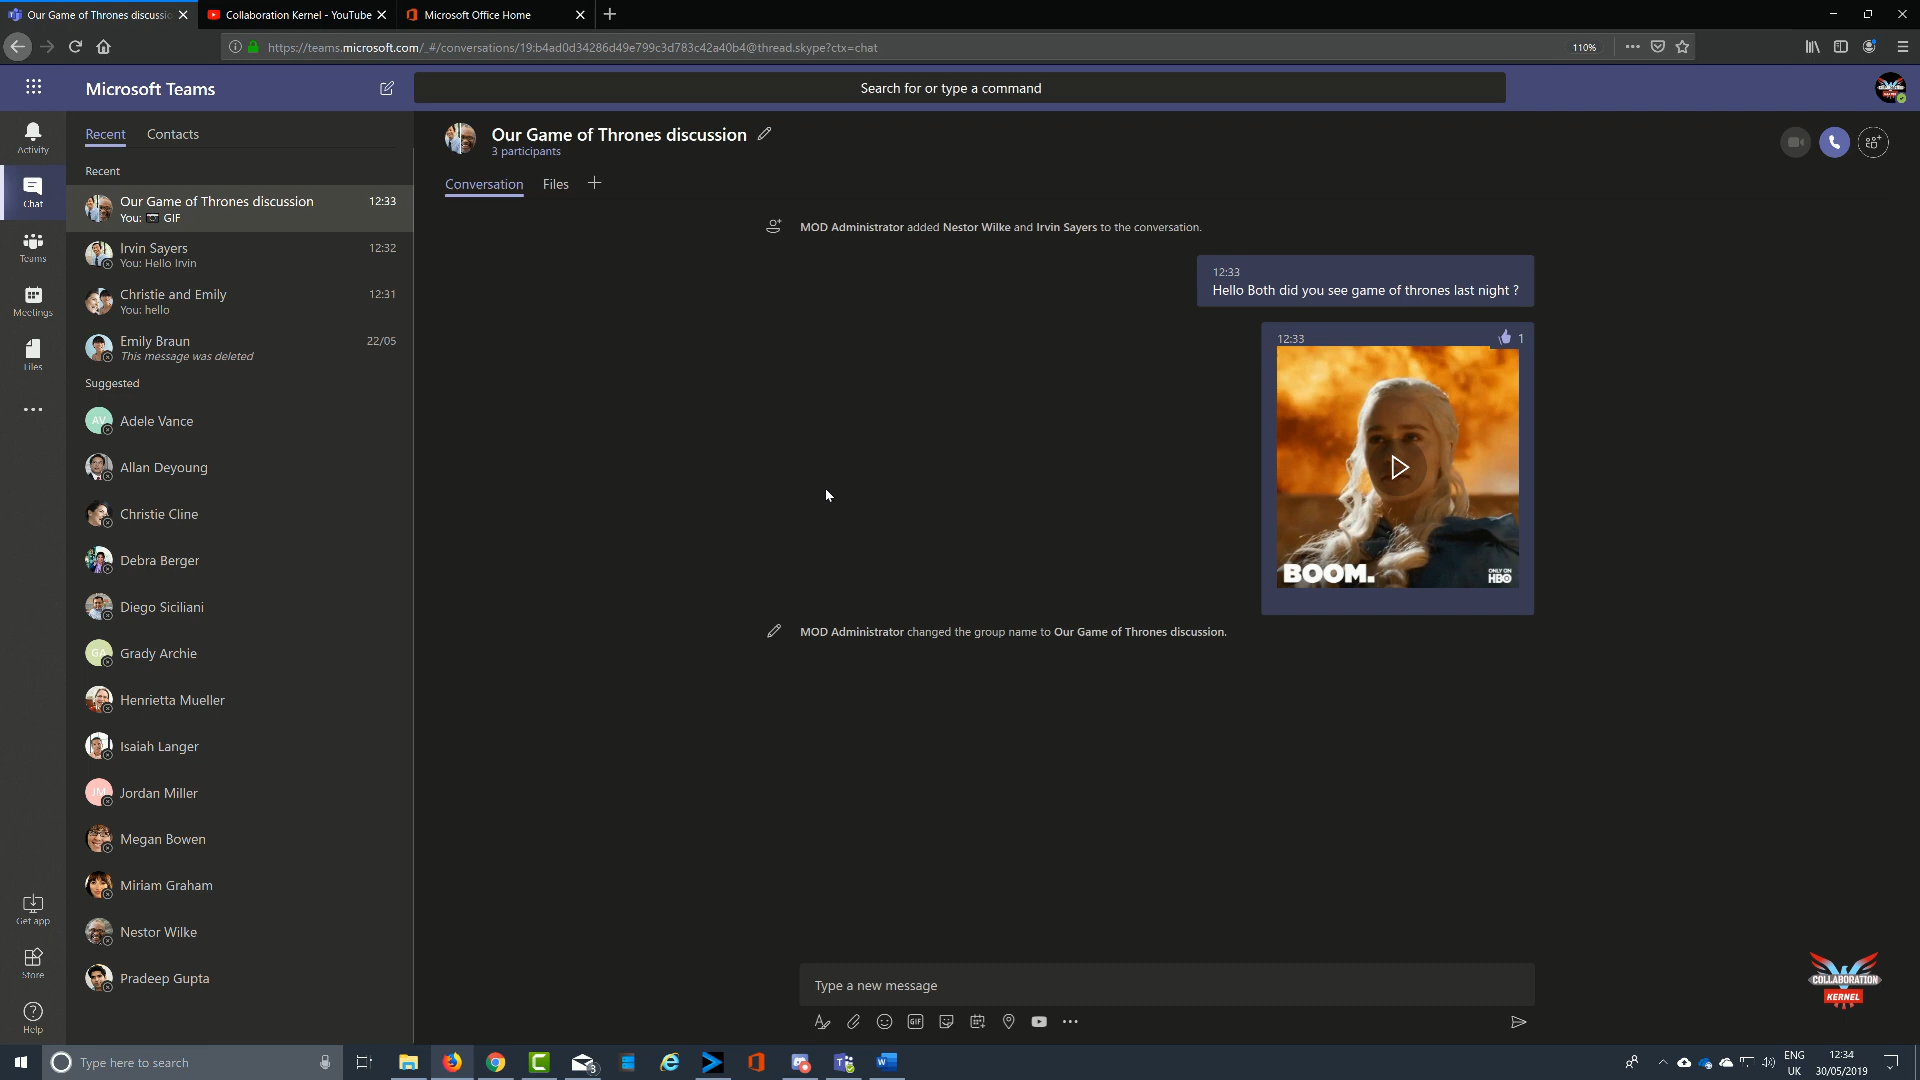 Our Game of Thrones discussio
Collaboration Kernel - YouTube
Microsoft Office Home
https://teams.microsoft.com/_#/conversations/19:b4ad0d34286d49e799c3d783c42a40b4@thread.skype?ctx=chat
110%
Microsoft Teams
Search for or type a command
Activity
Chat
Teams
Meetings
Files
Get app
Store
Help
Recent
Contacts
Recent
Our Game of Thrones discussion
12:33
You: GIF
Irvin Sayers
12:32
You: Hello Irvin
Christie and Emily
12:31
You: hello
Emily Braun
22/05
This message was deleted
Suggested
AV
Adele Vance
Allan Deyoung
Christie Cline
Debra Berger
Diego Siciliani
GA
Grady Archie
Henrietta Mueller
Isaiah Langer
JM
Jordan Miller
Megan Bowen
Miriam Graham
Nestor Wilke
Pradeep Gupta
Our Game of Thrones discussion
3 participants
Conversation
Files
MOD Administrator added Nestor Wilke and Irvin Sayers to the conversation.
12:33
Hello Both did you see game of thrones last night ?
12:33
1
BOOM.
ONLY ON
HBO
MOD Administrator changed the group name to Our Game of Thrones discussion.
Type a new message
GIF
COLLABORATION
KERNEL
Type here to search
3
ENG
UK
12:34
30/05/2019